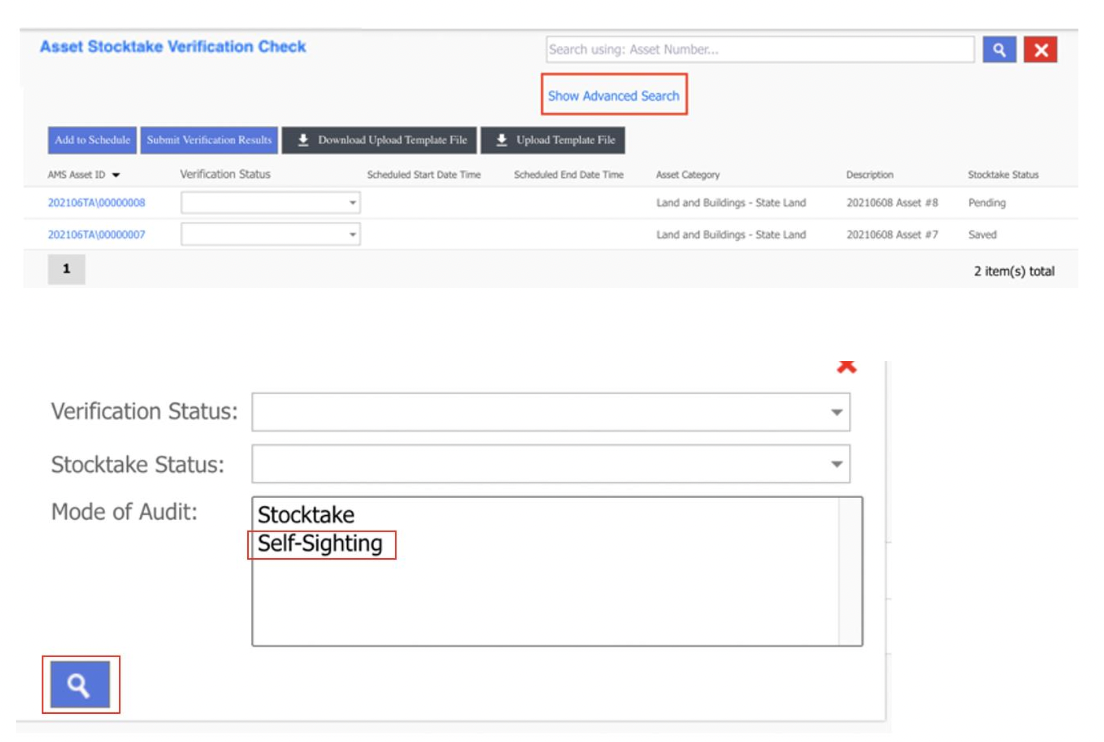 Asset Stocktake Verification Check
Search using: Asset Number...
Show Advanced Search
Add to Schedule Submit Verification Results Download Upload Template File Upload Template File
AMS Asset ID Verification Status Scheduled Start Date Time Scheduled End Date Time Asset Category Description Stocktake Status
202106TA\00000008 Land and Buildings - State Land 20210608 Asset #8 Pending
202106TA\00000007 Land and Buildings - State Land 20210608 Asset #7 Saved
1 2 item(s) total
Verification Status:
Stocktake Status:
Mode of Audit: Stocktake
Self-Sighting